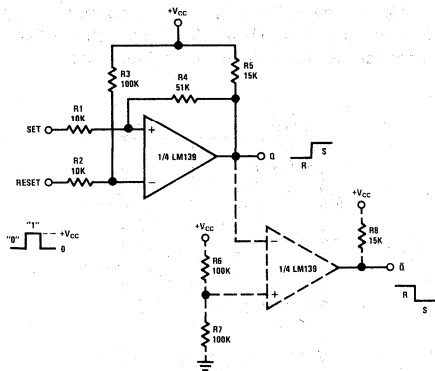 +VCC
R3
100K
R4
51K
R5
15K
R1
10K
SET
+
1/4 LM139
Q
S
R
R2
10K
RESET
−
"1"
+VCC
"0"
0
+VCC
R6
100K
+VCC
R8
15K
−
1/4 LM139
+
Q̄
R
S
R7
100K